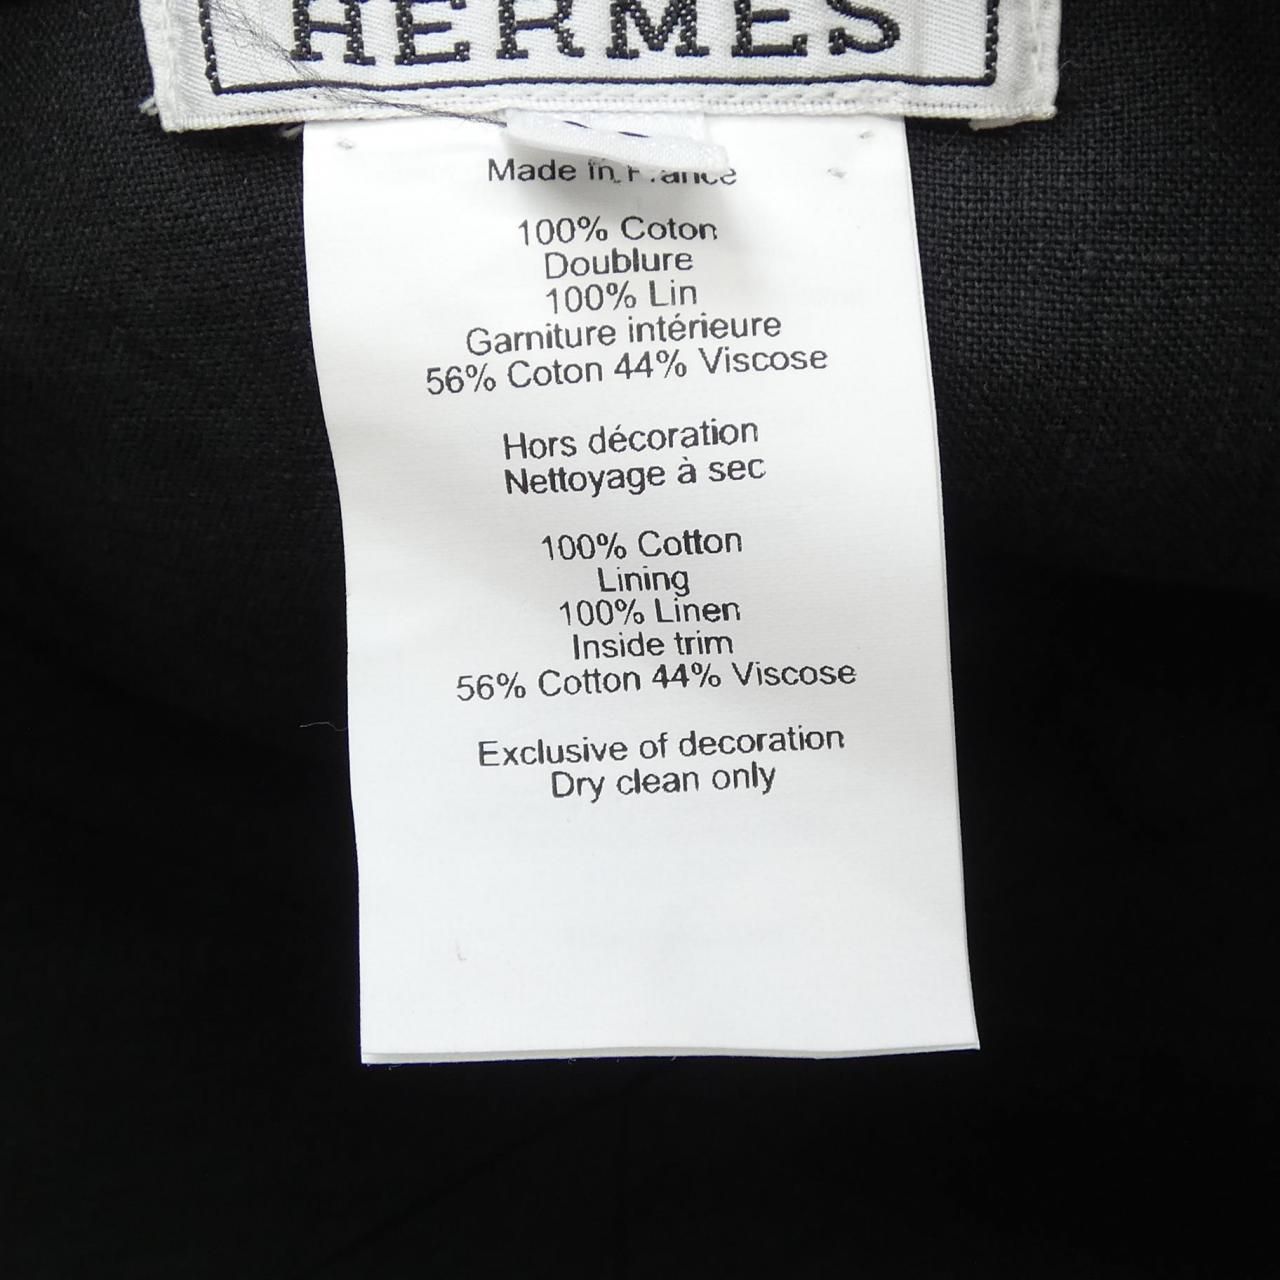 HERMES
Made in France
100% Coton
Doublure
100% Lin
Garniture intérieure
56% Coton 44% Viscose
Hors décoration
Nettoyage à sec
100% Cotton
Lining
100% Linen
Inside trim
56% Cotton 44% Viscose
Exclusive of decoration
Dry clean only